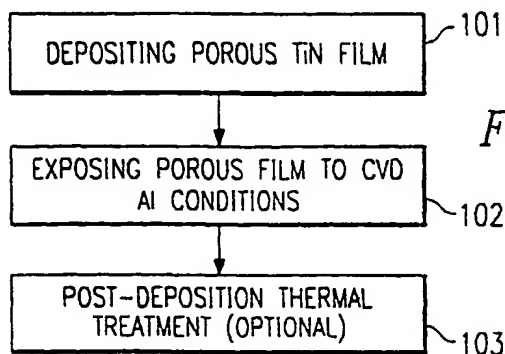 DEPOSITING POROUS TiN FILM
101
F
EXPOSING POROUS FILM TO CVD
Al CONDITIONS
102
POST-DEPOSITION THERMAL
TREATMENT (OPTIONAL)
103